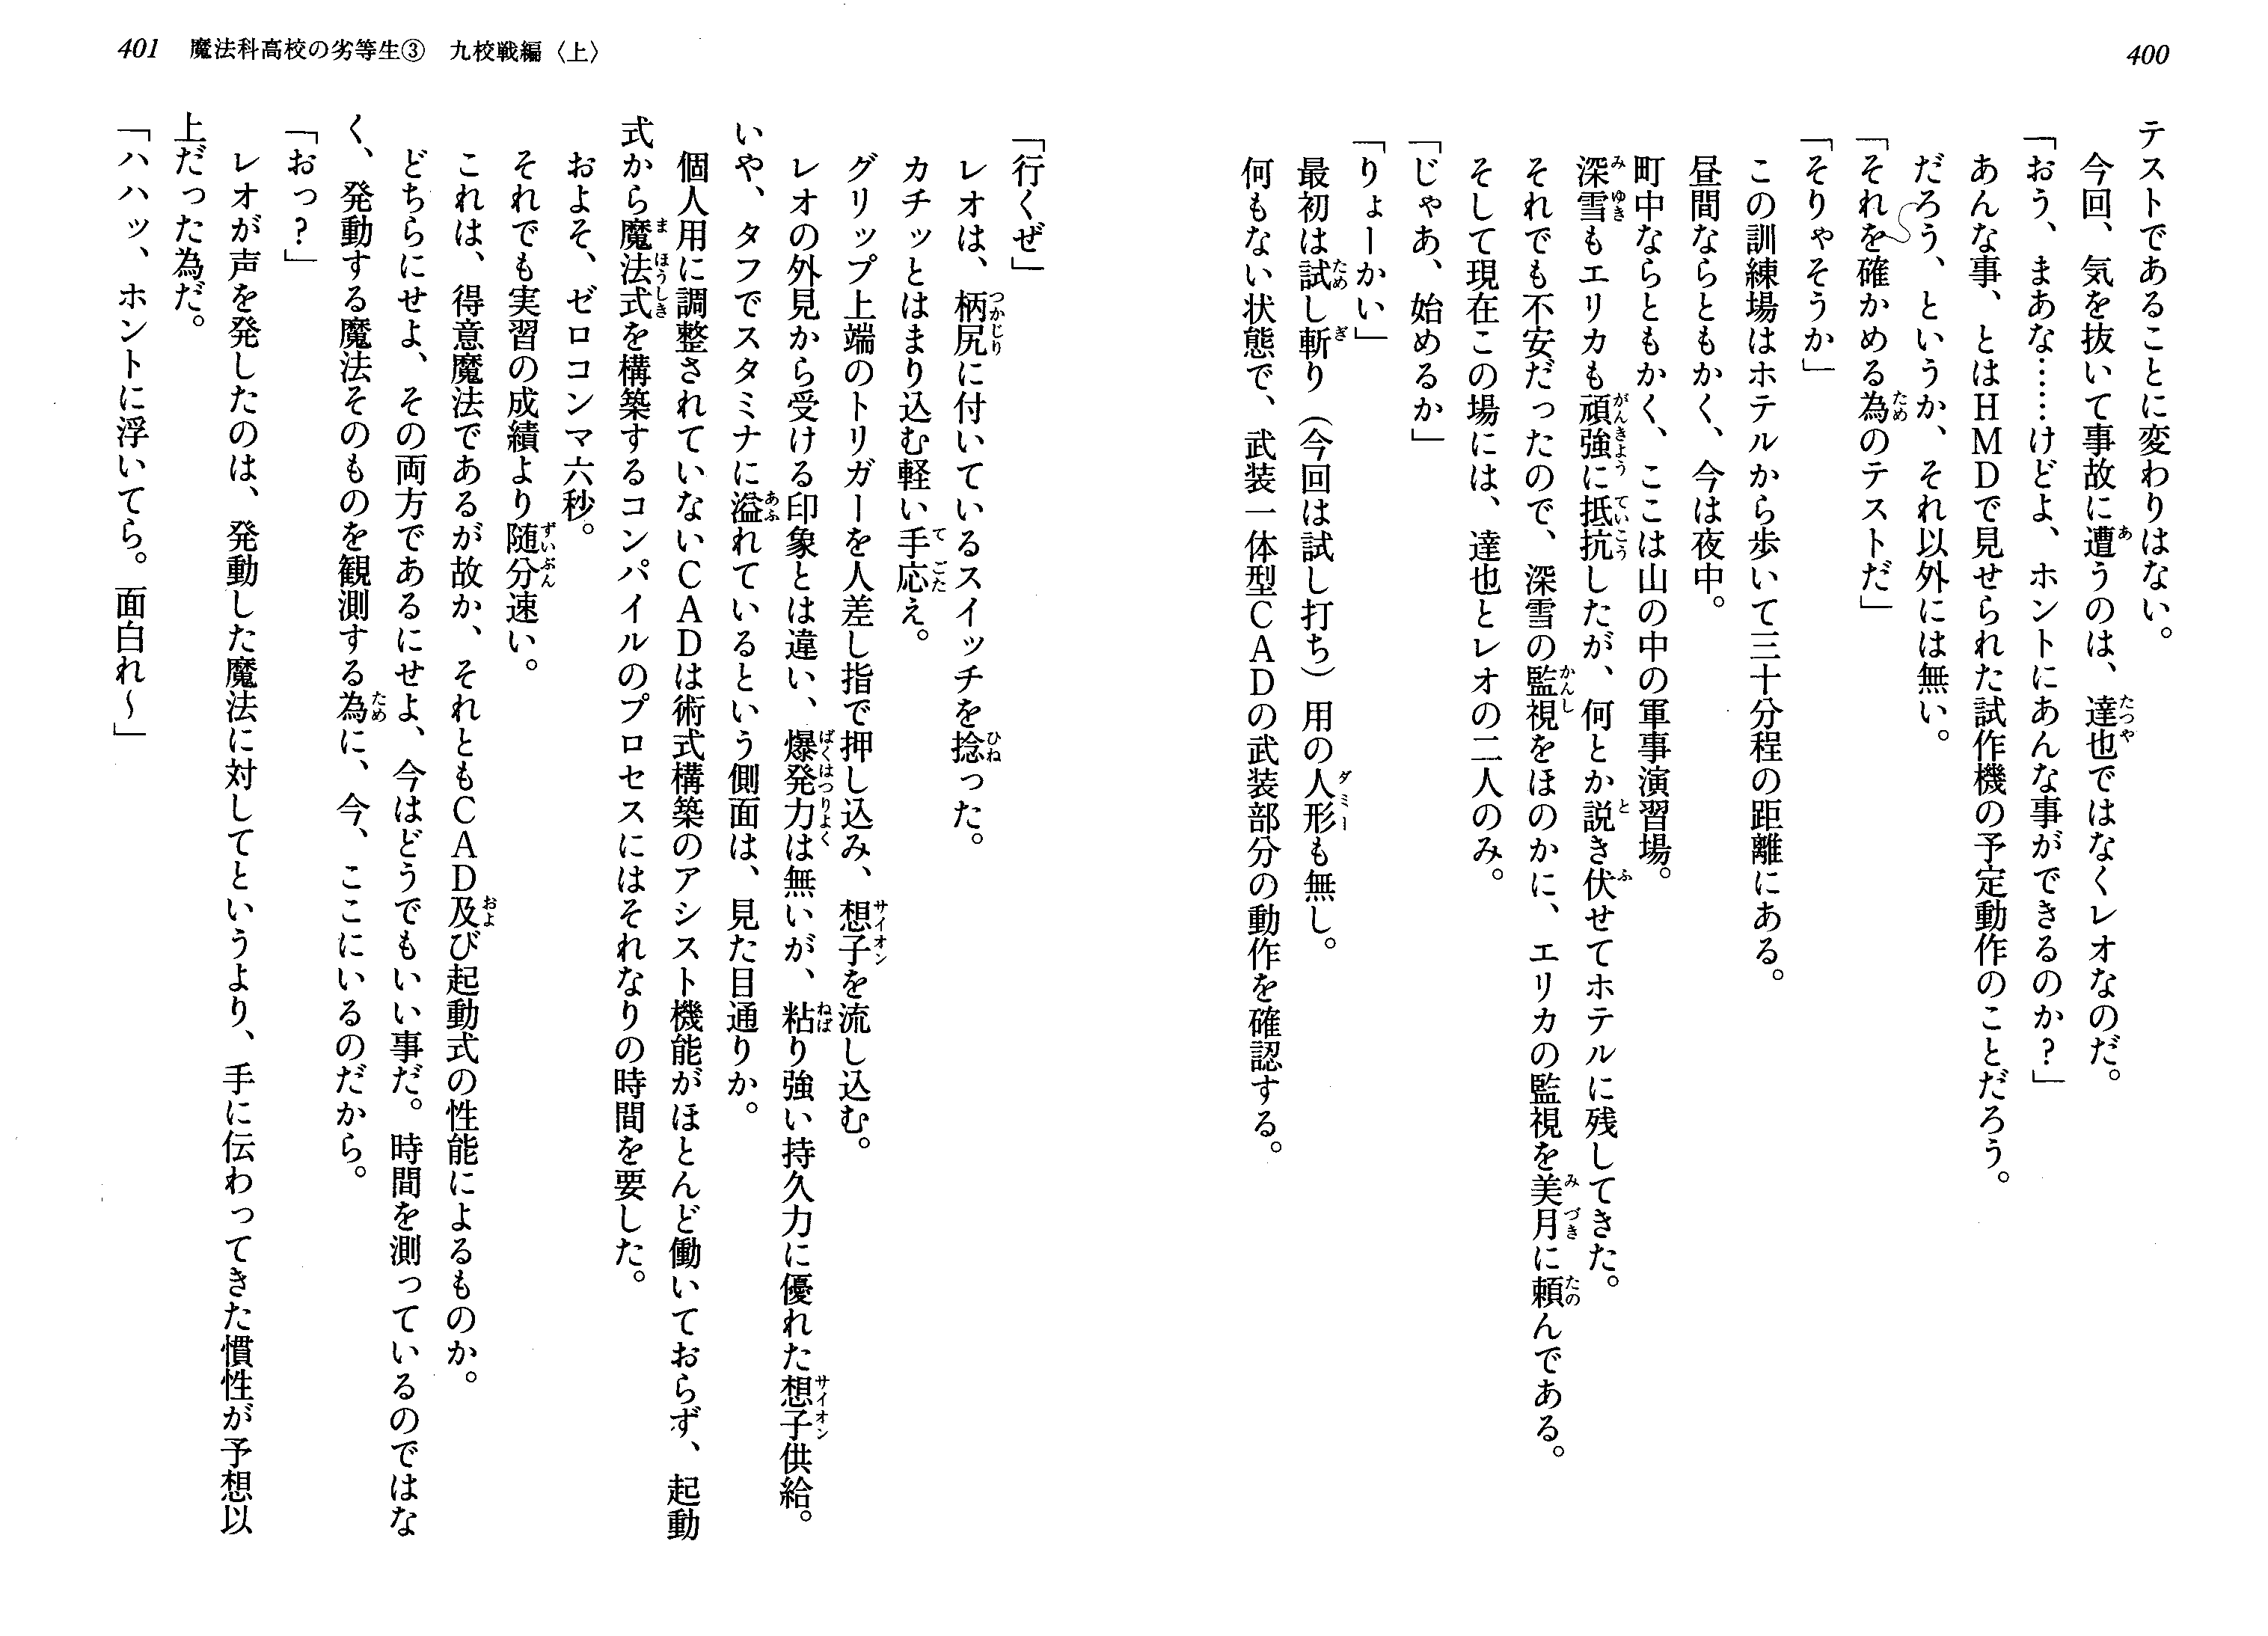 400
テストであることに変わりはない。
今回、気を抜いて事故に遭うのは、達也ではなくレオなのだ。
「おう、まあな……けどよ、ホントにあんな事ができるのか?」
あんな事、とはHMDで見せられた試作機の予定動作のことだろう。
だろう、というか、それ以外には無い。
「それを確かめる為のテストだ」
「そりゃそうか」
この訓練場はホテルから歩いて三十分程の距離にある。
昼間ならともかく、今は夜中。
町中ならともかく、ここは山の中の軍事演習場。
深雪もエリカも頑強に抵抗したが、何とか説き伏せてホテルに残してきた。
それでも不安だったので、深雪の監視をほのかに、エリカの監視を美月に頼んである。
そして現在この場には、達也とレオの二人のみ。
「じゃあ、始めるか」
「りょーかい」
最初は試し斬り(今回は試し打ち)用の人形も無し。
何もない状態で、武装一体型CADの武装部分の動作を確認する。
401 魔法科高校の劣等生③ 九校戦編〈上〉
「行くぜ」
レオは、柄尻に付いているスイッチを捻った。
カチッとはまり込む軽い手応え。
グリップ上端のトリガーを人差し指で押し込み、想子を流し込む。
レオの外見から受ける印象とは違い、爆発力は無いが、粘り強い持久力に優れた想子供給。
いや、タフでスタミナに溢れているという側面は、見た目通りか。
個人用に調整されていないCADは術式構築のアシスト機能がほとんど働いておらず、起動
式から魔法式を構築するコンパイルのプロセスにはそれなりの時間を要した。
およそ、ゼロコンマ六秒。
それでも実習の成績より随分速い。
これは、得意魔法であるが故か、それともCAD及び起動式の性能によるものか。
どちらにせよ、その両方であるにせよ、今はどうでもいい事だ。時間を測っているのではな
く、発動する魔法そのものを観測する為に、今、ここにいるのだから。
「おっ?」
レオが声を発したのは、発動した魔法に対してというより、手に伝わってきた慣性が予想以
上だった為だ。
「ハハッ、ホントに浮いてら。面白れ〜」